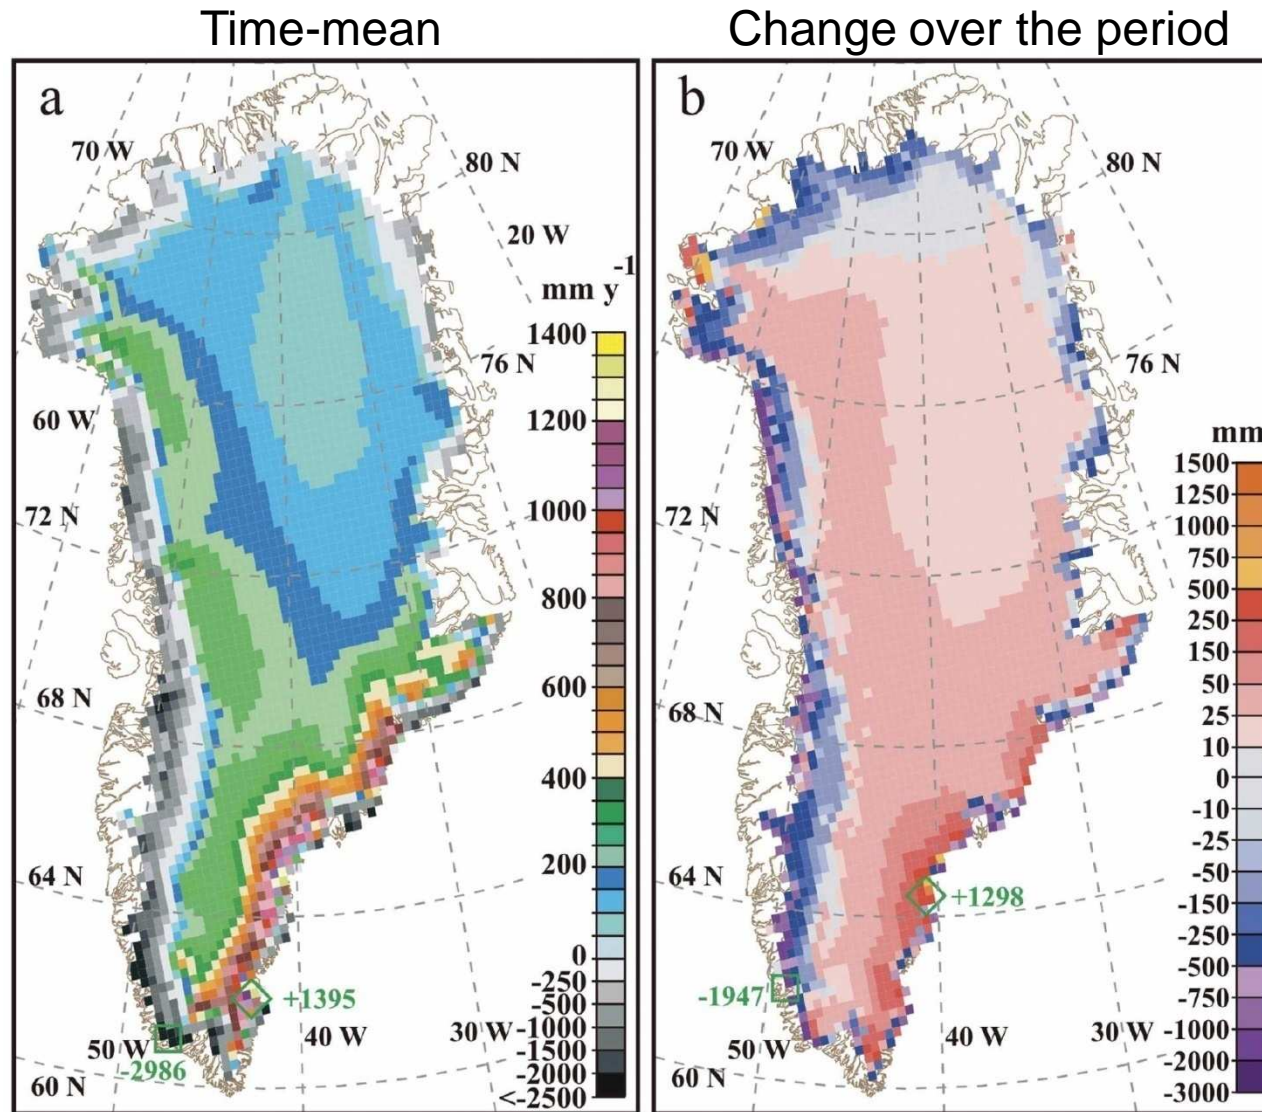 Time-mean
Change over the period
a
70 W
80 N
20 W
mm y⁻¹
1400
76 N
60 W
1200
72 N
1000
800
68 N
600
400
64 N
200
0
-250
-500
-1000
-1500
-2000
<-2500
+1395
40 W
30 W
50 W
-2986
60 N
b
70 W
80 N
76 N
mm
1500
1250
1000
750
500
250
150
50
25
10
0
-10
-25
-50
-150
-250
-500
-750
-1000
-2000
-3000
72 N
68 N
64 N
+1298
-1947
50 W
40 W
30 W
60 N